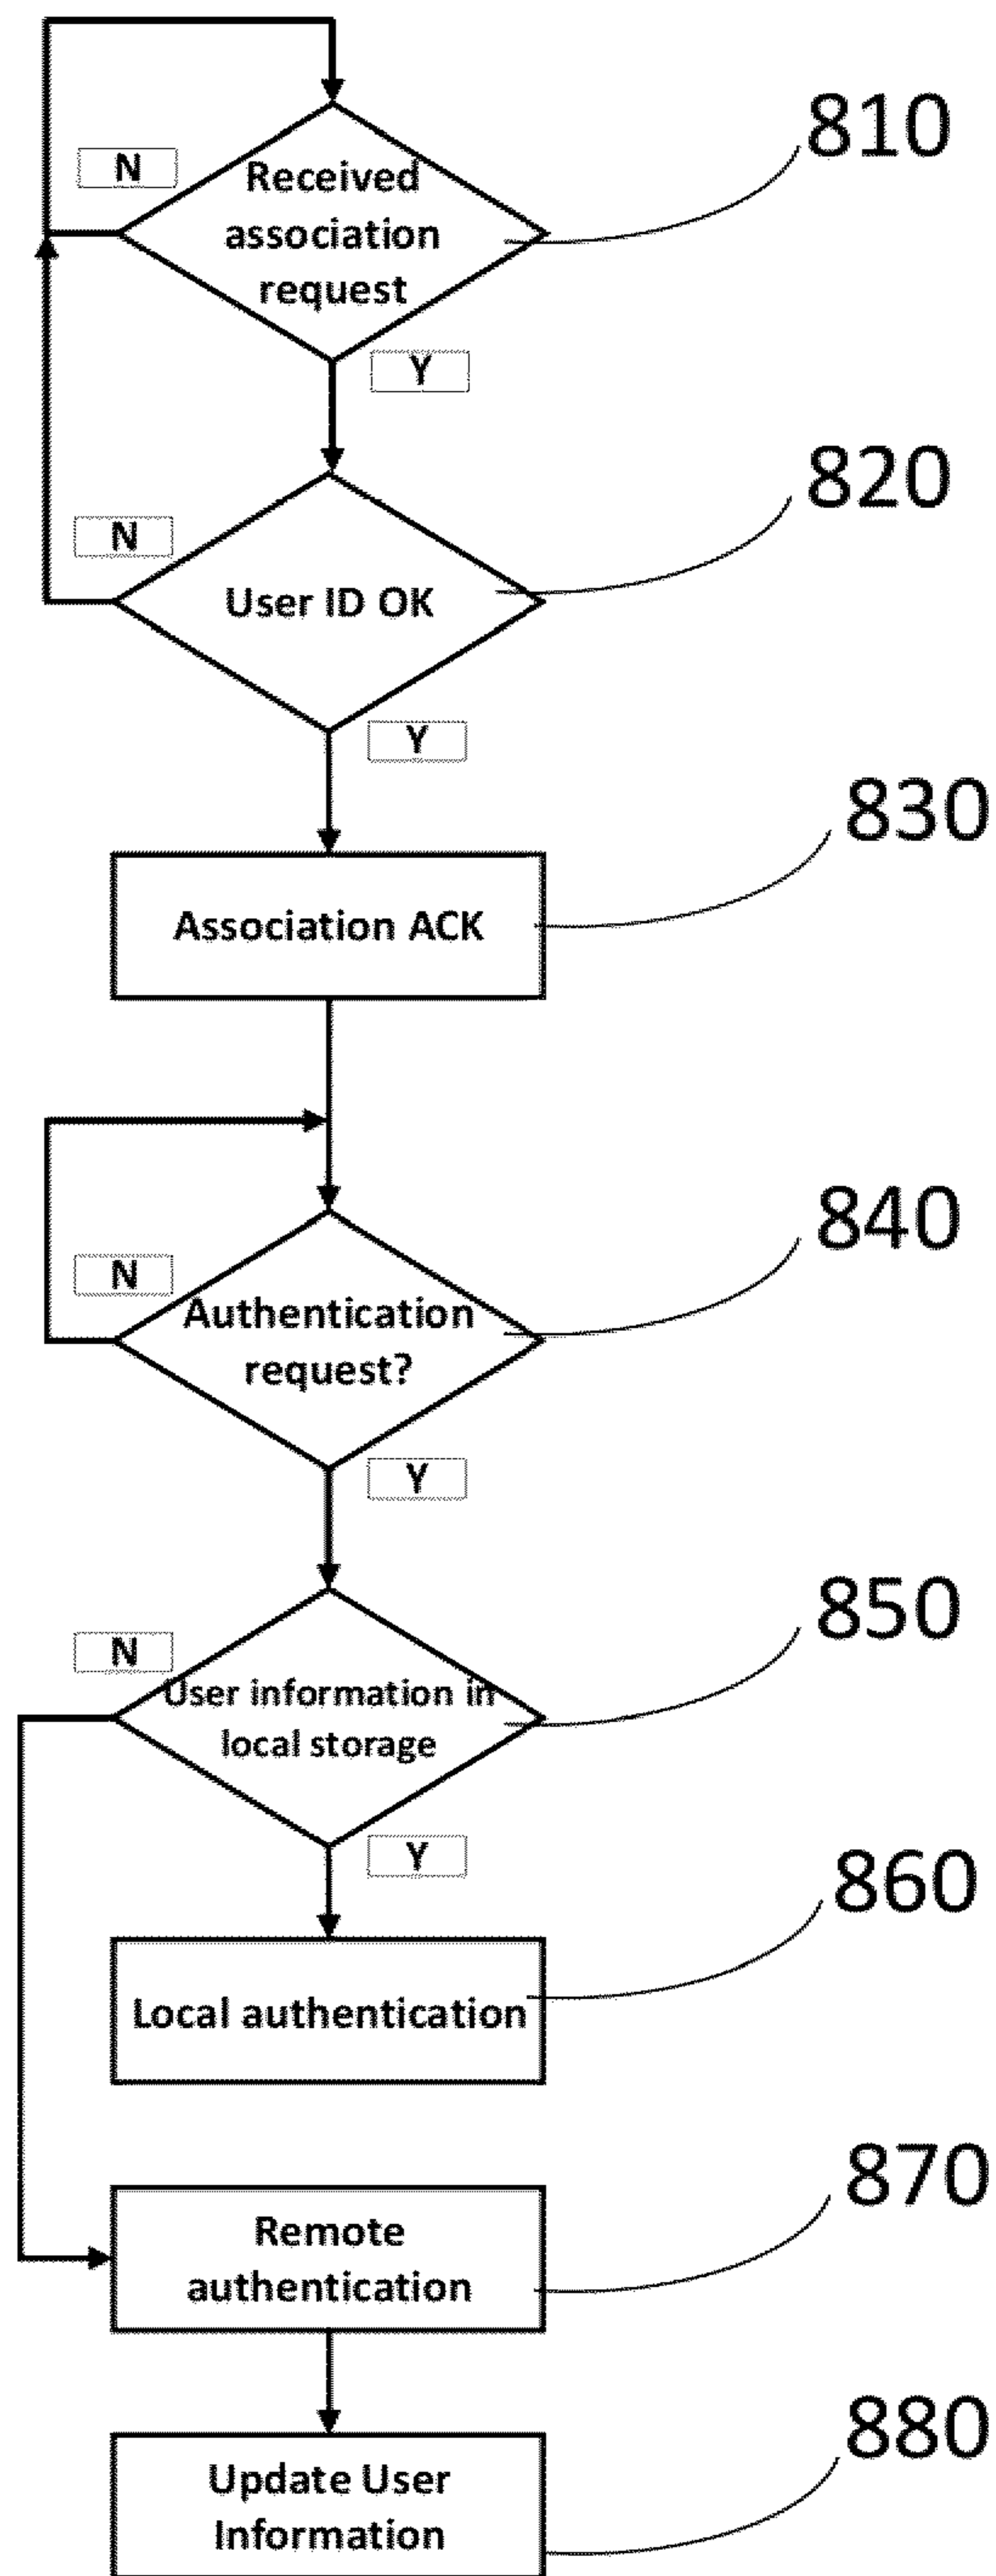 810
N
Received
association
request
Y
820
N
User ID OK
Y
830
Association ACK
840
N
Authentication
request?
Y
850
N
User information in
local storage
Y
860
Local authentication
870
Remote
authentication
880
Update User
Information